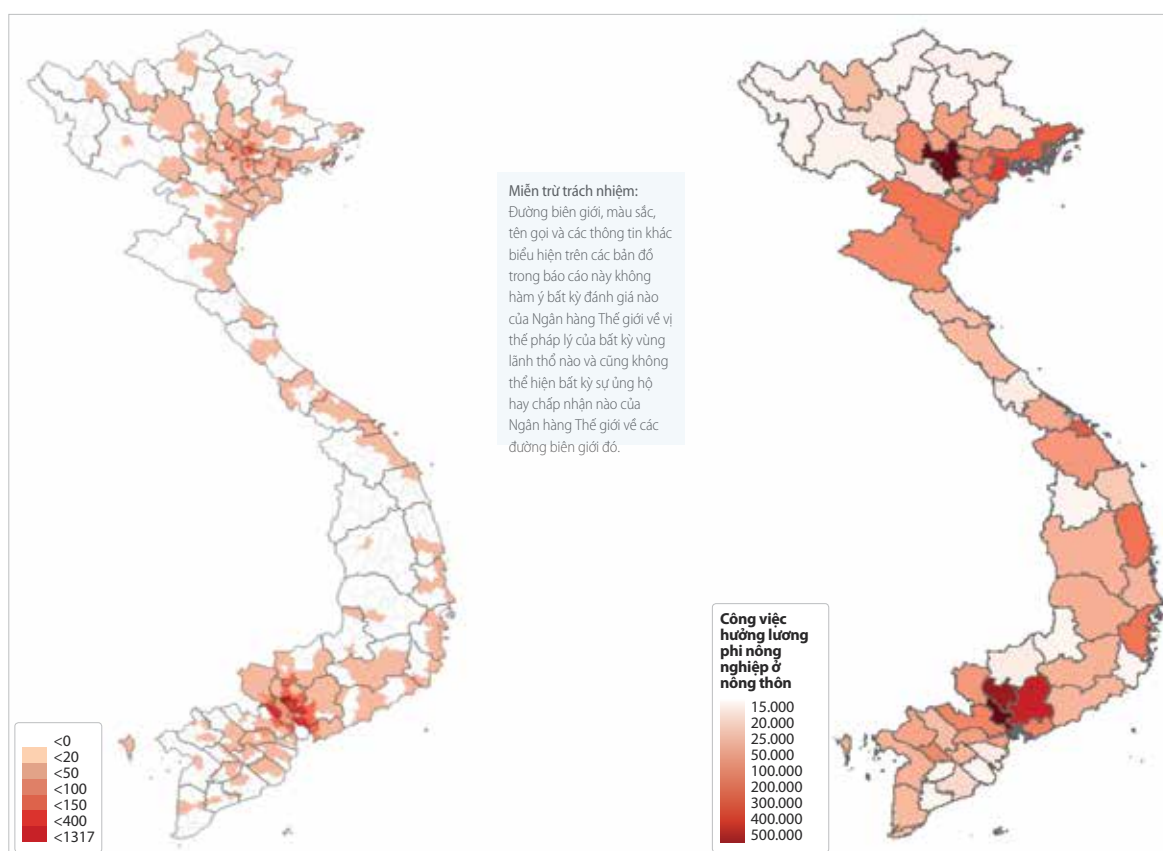 Miễn trừ trách nhiệm:
Đường biên giới, màu sắc,
tên gọi và các thông tin khác
biểu hiện trên các bản đồ
trong báo cáo này không
hàm ý bất kỳ đánh giá nào
của Ngân hàng Thế giới về vị
thế pháp lý của bất kỳ vùng
lãnh thổ nào và cũng không
thể hiện bất kỳ sự ủng hộ
hay chấp nhận nào của
Ngân hàng Thế giới về các
đường biên giới đó.
<0
<20
<50
<100
<150
<400
<1317
Công việc
hưởng lương
phi nông
nghiệp ở
nông thôn
15.000
20.000
25.000
50.000
100.000
200.000
300.000
400.000
500.000